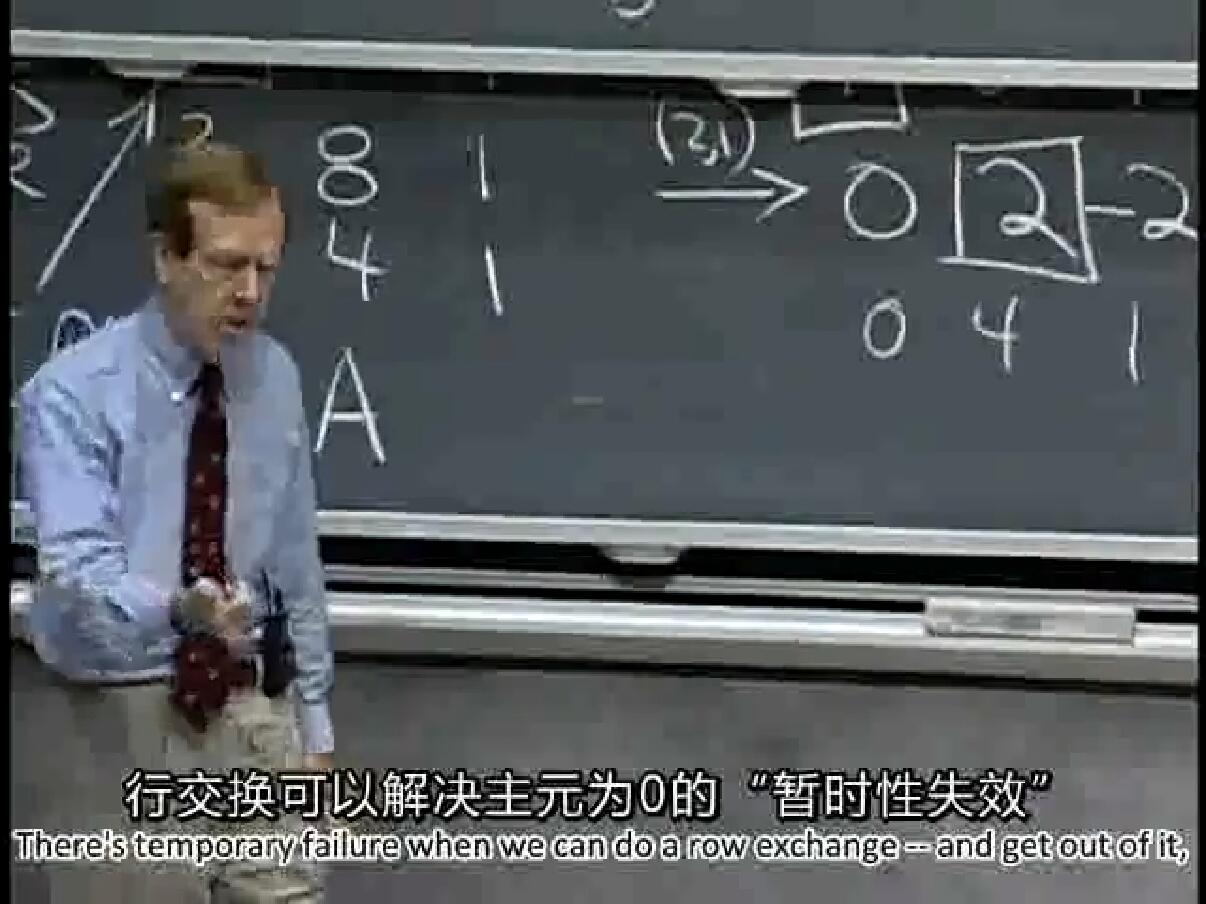 2
8 1
4 1
A
(2,1)
0 2 -2
0 4 1
行交换可以解决主元为0的“暂时性失效”
There's temporary failure when we can do a row exchange -- and get out of it,